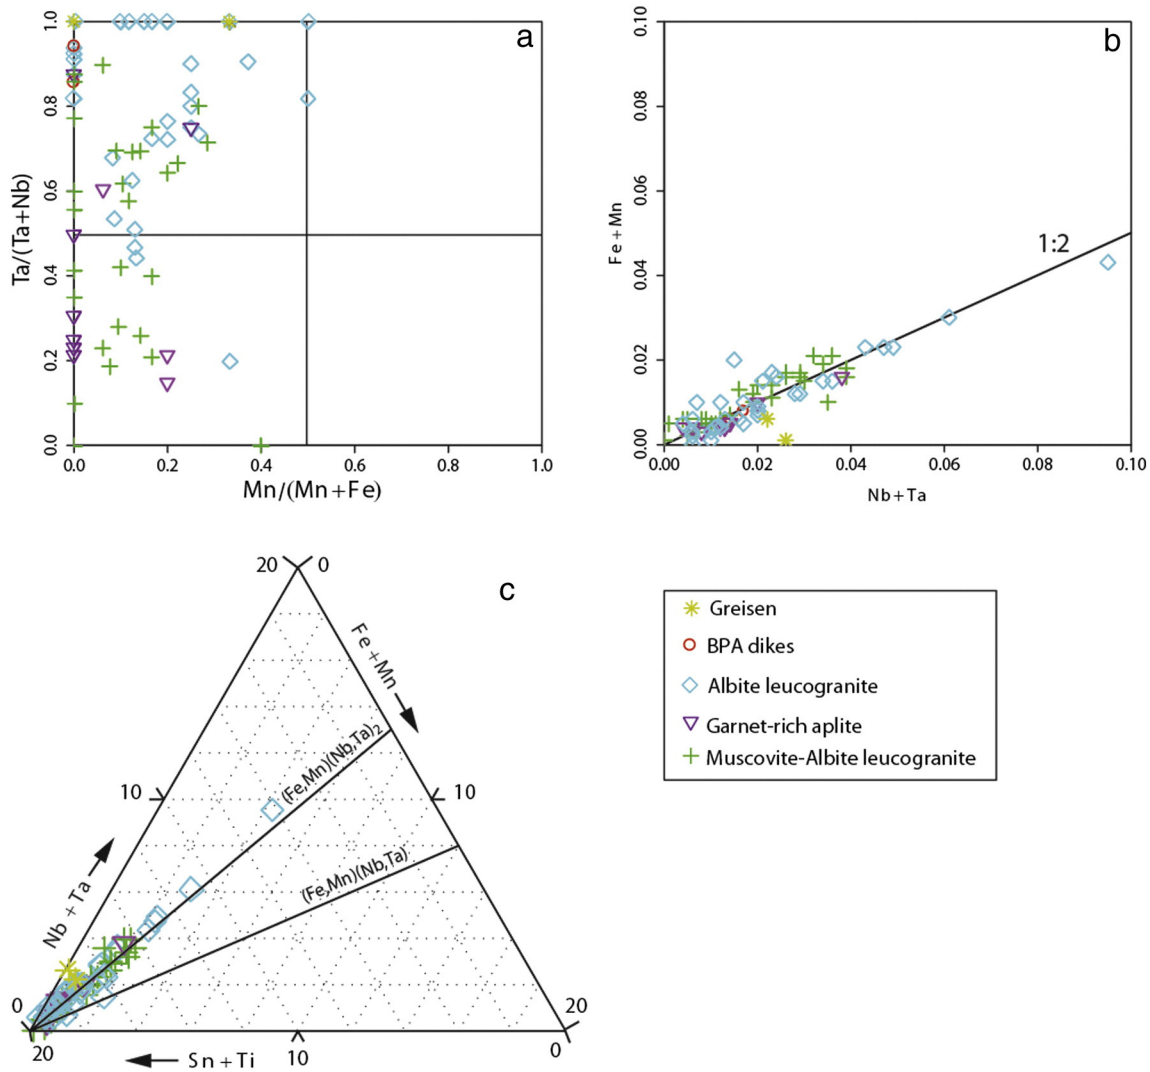 a
1.0
0.8
0.6
0.4
0.2
0.0
Ta/(Ta+Nb)
0.0
0.2
0.4
0.6
0.8
1.0
Mn/(Mn+Fe)
b
0.10
0.08
0.06
0.04
0.02
0.00
Fe+Mn
1:2
0.00
0.02
0.04
0.06
0.08
0.10
Nb+Ta
c
20
0
Fe+Mn
(Fe,Mn)(Nb,Ta)2
10
10
(Fe,Mn)(Nb,Ta)
Nb + Ta
0
20
20
Sn+Ti
10
0
Greisen
BPA dikes
Albite leucogranite
Garnet-rich aplite
Muscovite-Albite leucogranite